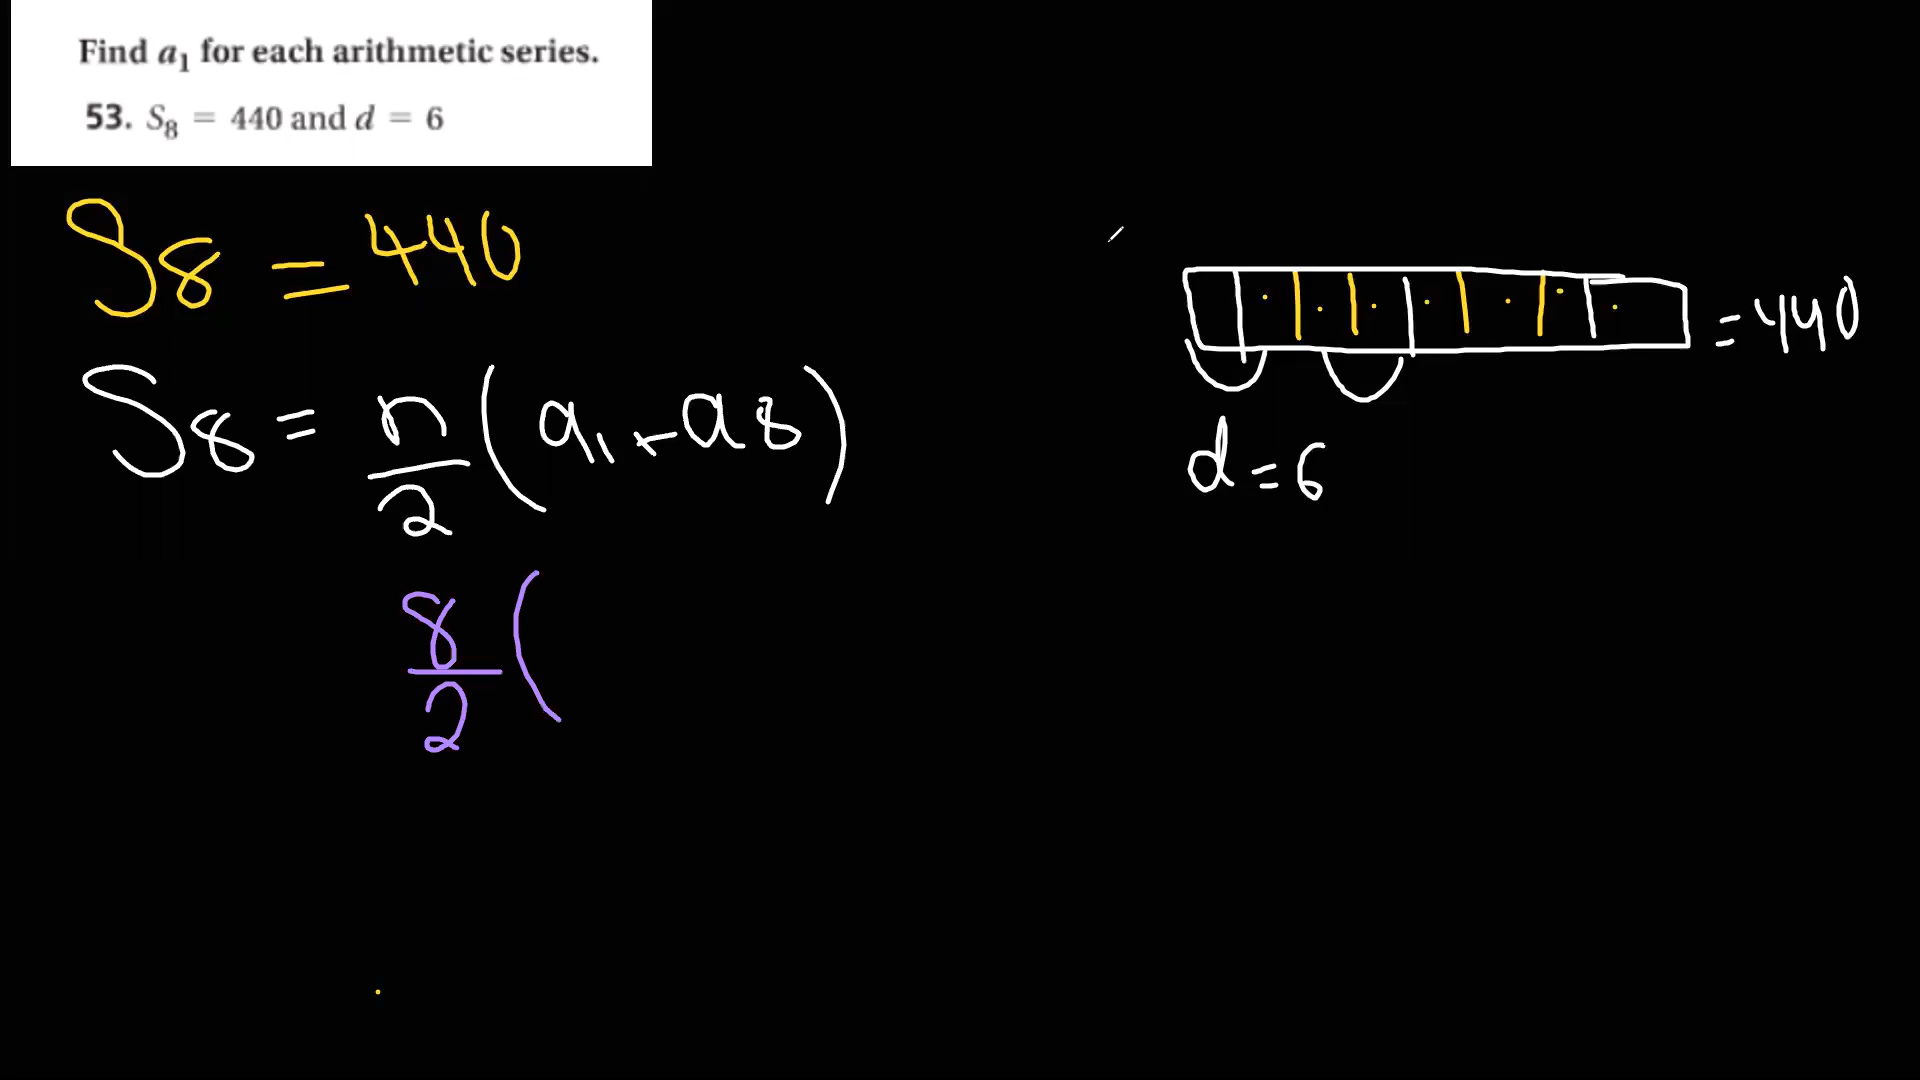 Find a₁ for each arithmetic series.
53. S₈ = 440 and d = 6
S8 = 440
S8 = n/2 (a₁ + a8)
8/2 (
= 440
d = 6